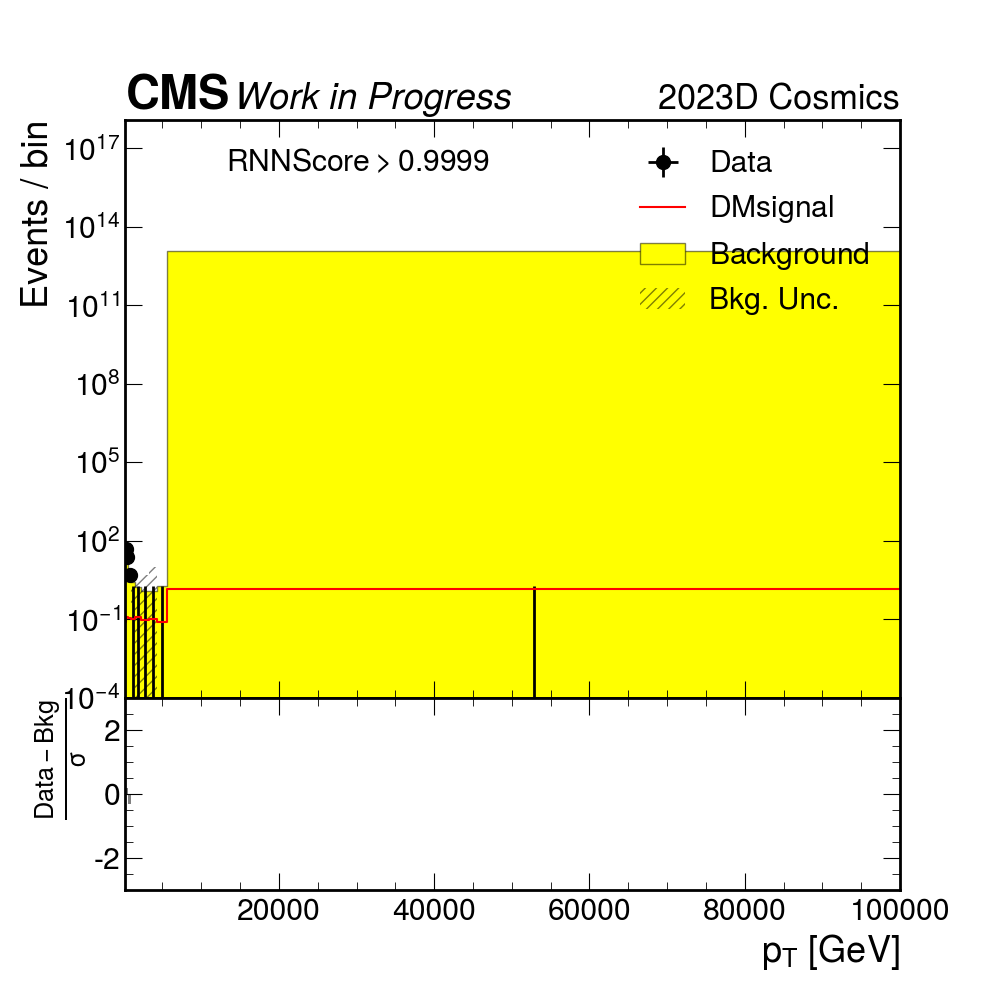 CMS Work in Progress 2023D Cosmics
Events / bin
RNNScore > 0.9999
Data
DMsignal
Background
Bkg. Unc.
10^17
10^14
10^11
10^8
10^5
10^2
10^−1
10^−4
Data − Bkg
σ
2
0
-2
20000 40000 60000 80000 100000
p_T [GeV]